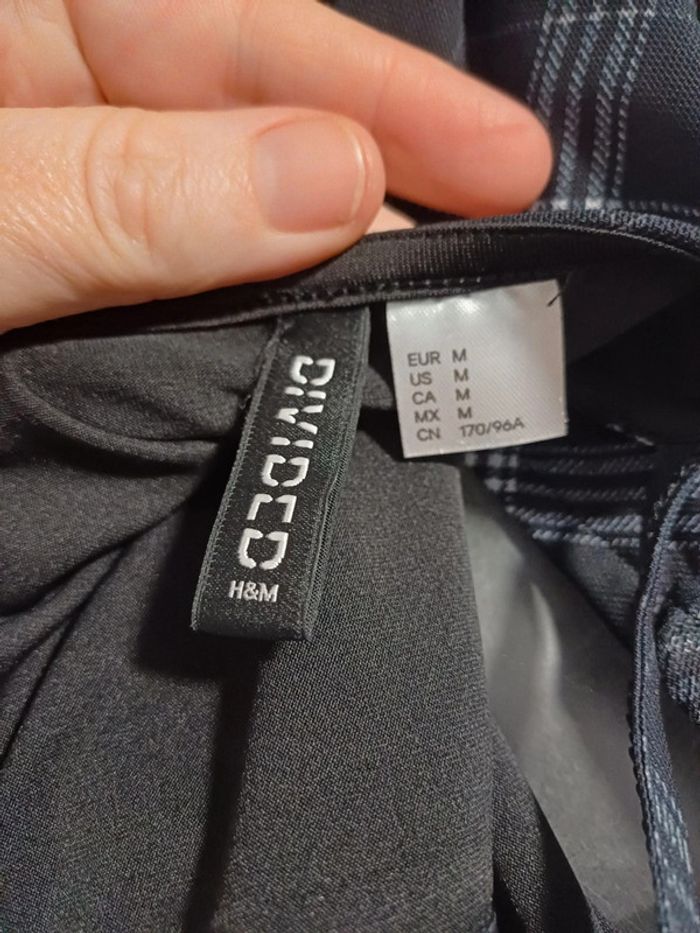 DIVIDED
H&M
EUR M
US M
CA M
MX M
CN 170/96A